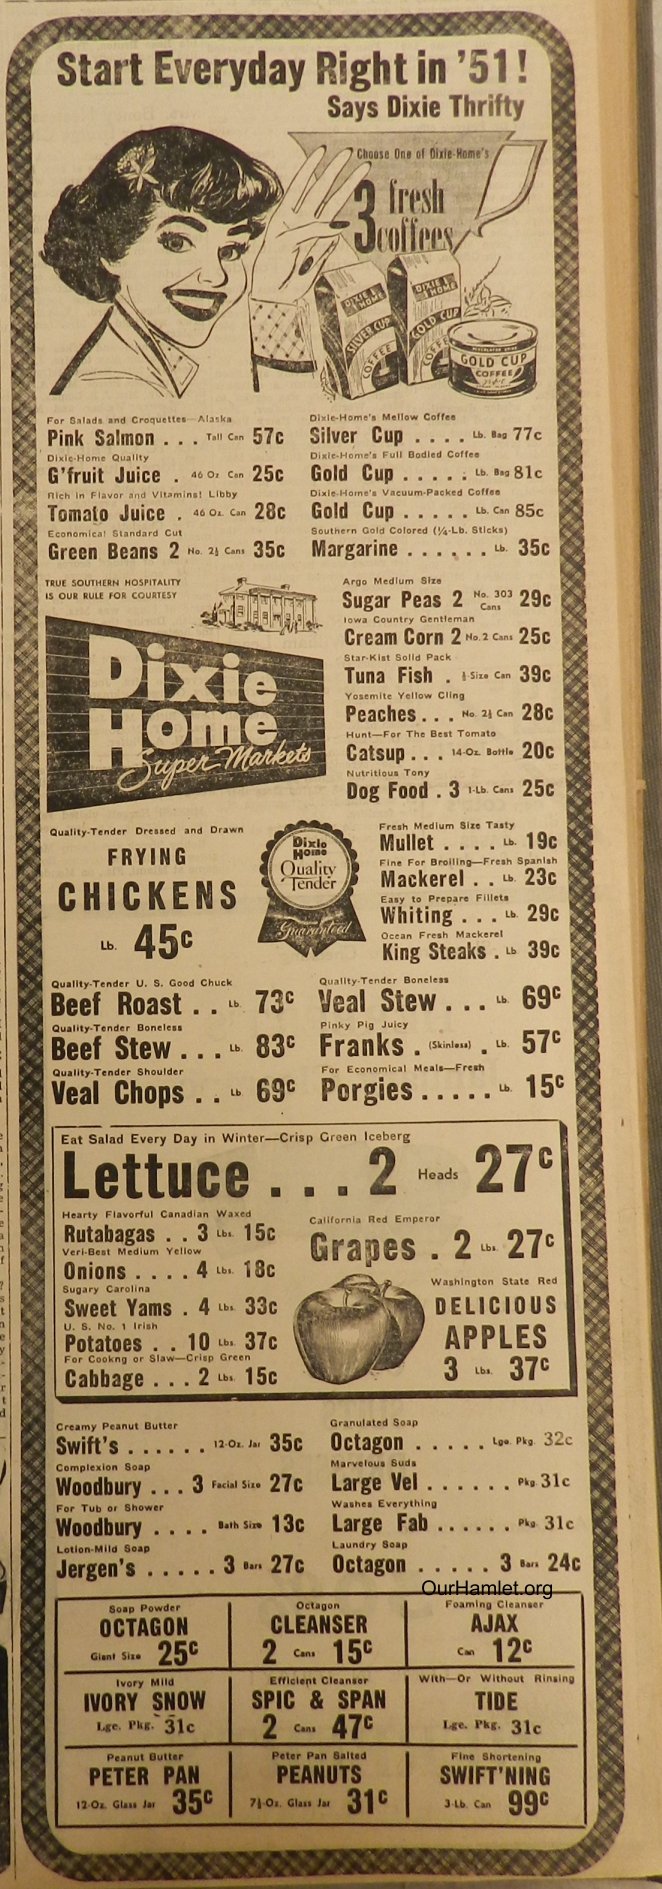 Start Everyday Right in '51!
Says Dixie Thrifty
Choose One of Dixie-Home's
3 fresh coffees
DIXIE HOME
SILVER CUP
COFFEE
DIXIE HOME
GOLD CUP
COFFEE
GOLD CUP
COFFEE
For Salads and Croquettes—Alaska
Pink Salmon . . . Tall Can 57c
Dixie-Home Quality
G'fruit Juice . 46 Oz. Can 25c
Rich in Flavor and Vitamins! Libby
Tomato Juice . 46 Oz. Can 28c
Economical Standard Cut
Green Beans 2 No. 2½ Cans 35c
Dixie-Home's Mellow Coffee
Silver Cup . . . . Lb. Bag 77c
Dixie-Home's Full Bodied Coffee
Gold Cup . . . . . Lb. Bag 81c
Dixie-Home's Vacuum-Packed Coffee
Gold Cup . . . . . Lb. Can 85c
Southern Gold Colored (¼-Lb. Sticks)
Margarine . . . . . . Lb. 35c
TRUE SOUTHERN HOSPITALITY
IS OUR RULE FOR COURTESY
Dixie
Home
Super Markets
Argo Medium Size
Sugar Peas 2 No. 303 Cans 29c
Iowa Country Gentleman
Cream Corn 2 No. 2 Cans 25c
Star-Kist Solid Pack
Tuna Fish . ½ Size Can 39c
Yosemite Yellow Cling
Peaches . . . No. 2½ Can 28c
Hunt—For The Best Tomato
Catsup . . . 14-Oz. Bottle 20c
Nutritious Tony
Dog Food . 3 1-Lb. Cans 25c
Quality-Tender Dressed and Drawn
FRYING
CHICKENS
Lb. 45c
Dixie
Home
Quality
Tender
Guaranteed
Fresh Medium Size Tasty
Mullet . . . . Lb. 19c
Fine For Broiling—Fresh Spanish
Mackerel . . Lb. 23c
Easy to Prepare Fillets
Whiting . . . Lb. 29c
Ocean Fresh Mackerel
King Steaks . Lb 39c
Quality-Tender U. S. Good Chuck
Beef Roast . . Lb. 73c
Quality-Tender Boneless
Beef Stew . . . Lb. 83c
Quality-Tender Shoulder
Veal Chops . . Lb 69c
Quality-Tender Boneless
Veal Stew . . . Lb. 69c
Pinky Pig Juicy
Franks . (Skinless) . Lb. 57c
For Economical Meals—Fresh
Porgies . . . . . Lb. 15c
Eat Salad Every Day in Winter—Crisp Green Iceberg
Lettuce . . . 2 Heads 27c
Hearty Flavorful Canadian Waxed
Rutabagas . . 3 Lbs. 15c
Veri-Best Medium Yellow
Onions . . . . 4 Lbs. 18c
Sugary Carolina
Sweet Yams . 4 Lbs. 33c
U. S. No. 1 Irish
Potatoes . . 10 Lbs. 37c
For Cookng or Slaw—Crisp Green
Cabbage . . . 2 Lbs. 15c
California Red Emperor
Grapes . 2 Lbs. 27c
Washington State Red
DELICIOUS
APPLES
3 Lbs. 37c
Creamy Peanut Butter
Swift's . . . . . . 12-Oz. Jar 35c
Complexion Soap
Woodbury . . . 3 Facial Size 27c
For Tub or Shower
Woodbury . . . . Bath Size 13c
Lotion-Mild Soap
Jergen's . . . . . 3 Bars 27c
Granulated Soap
Octagon . . . . . Lge. Pkg. 32c
Marvelous Suds
Large Vel . . . . . . Pkg. 31c
Washes Everything
Large Fab . . . . . . Pkg. 31c
Laundry Soap
Octagon . . . . . 3 Bars 24c
OurHamlet.org
Soap Powder
OCTAGON
Giant Size 25c
Octagon
CLEANSER
2 Cans 15c
Foaming Cleanser
AJAX
Can 12c
Ivory Mild
IVORY SNOW
Lge. Pkg. 31c
Efficient Cleanser
SPIC & SPAN
2 Cans 47c
With—Or Without Rinsing
TIDE
Lge. Pkg. 31c
Peanut Butter
PETER PAN
12-Oz. Glass Jar 35c
Peter Pan Salted
PEANUTS
7½-Oz. Glass Jar 31c
Fine Shortening
SWIFT'NING
3-Lb. Can 99c